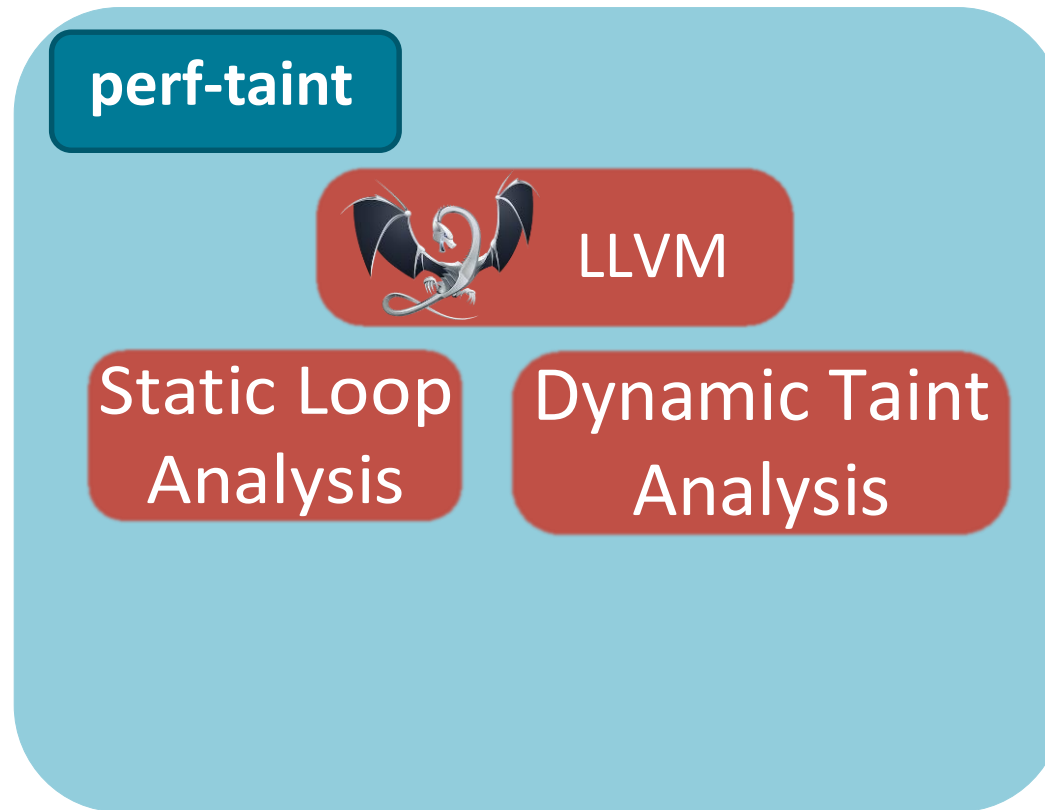 perf-taint
LLVM
Static Loop
Analysis
Dynamic Taint
Analysis